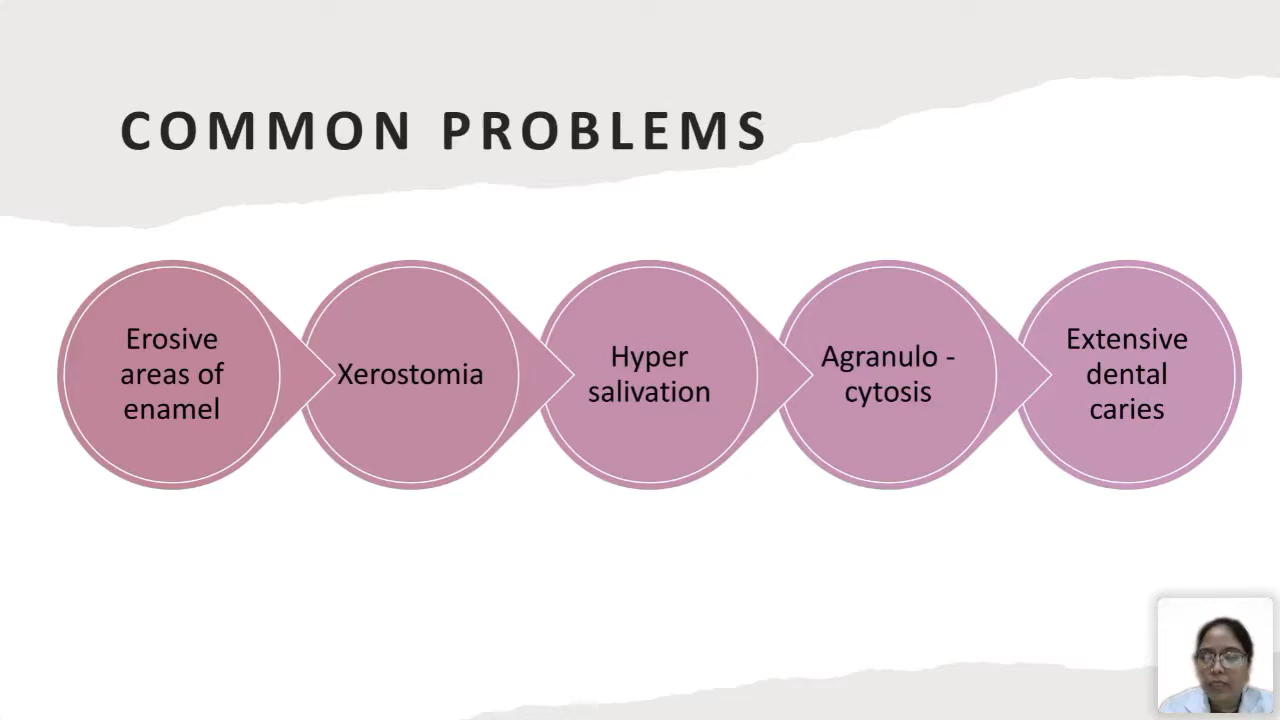 COMMON PROBLEMS
Erosive
areas of
enamel
Xerostomia
Hyper
salivation
Agranulo -
cytosis
Extensive
dental
caries